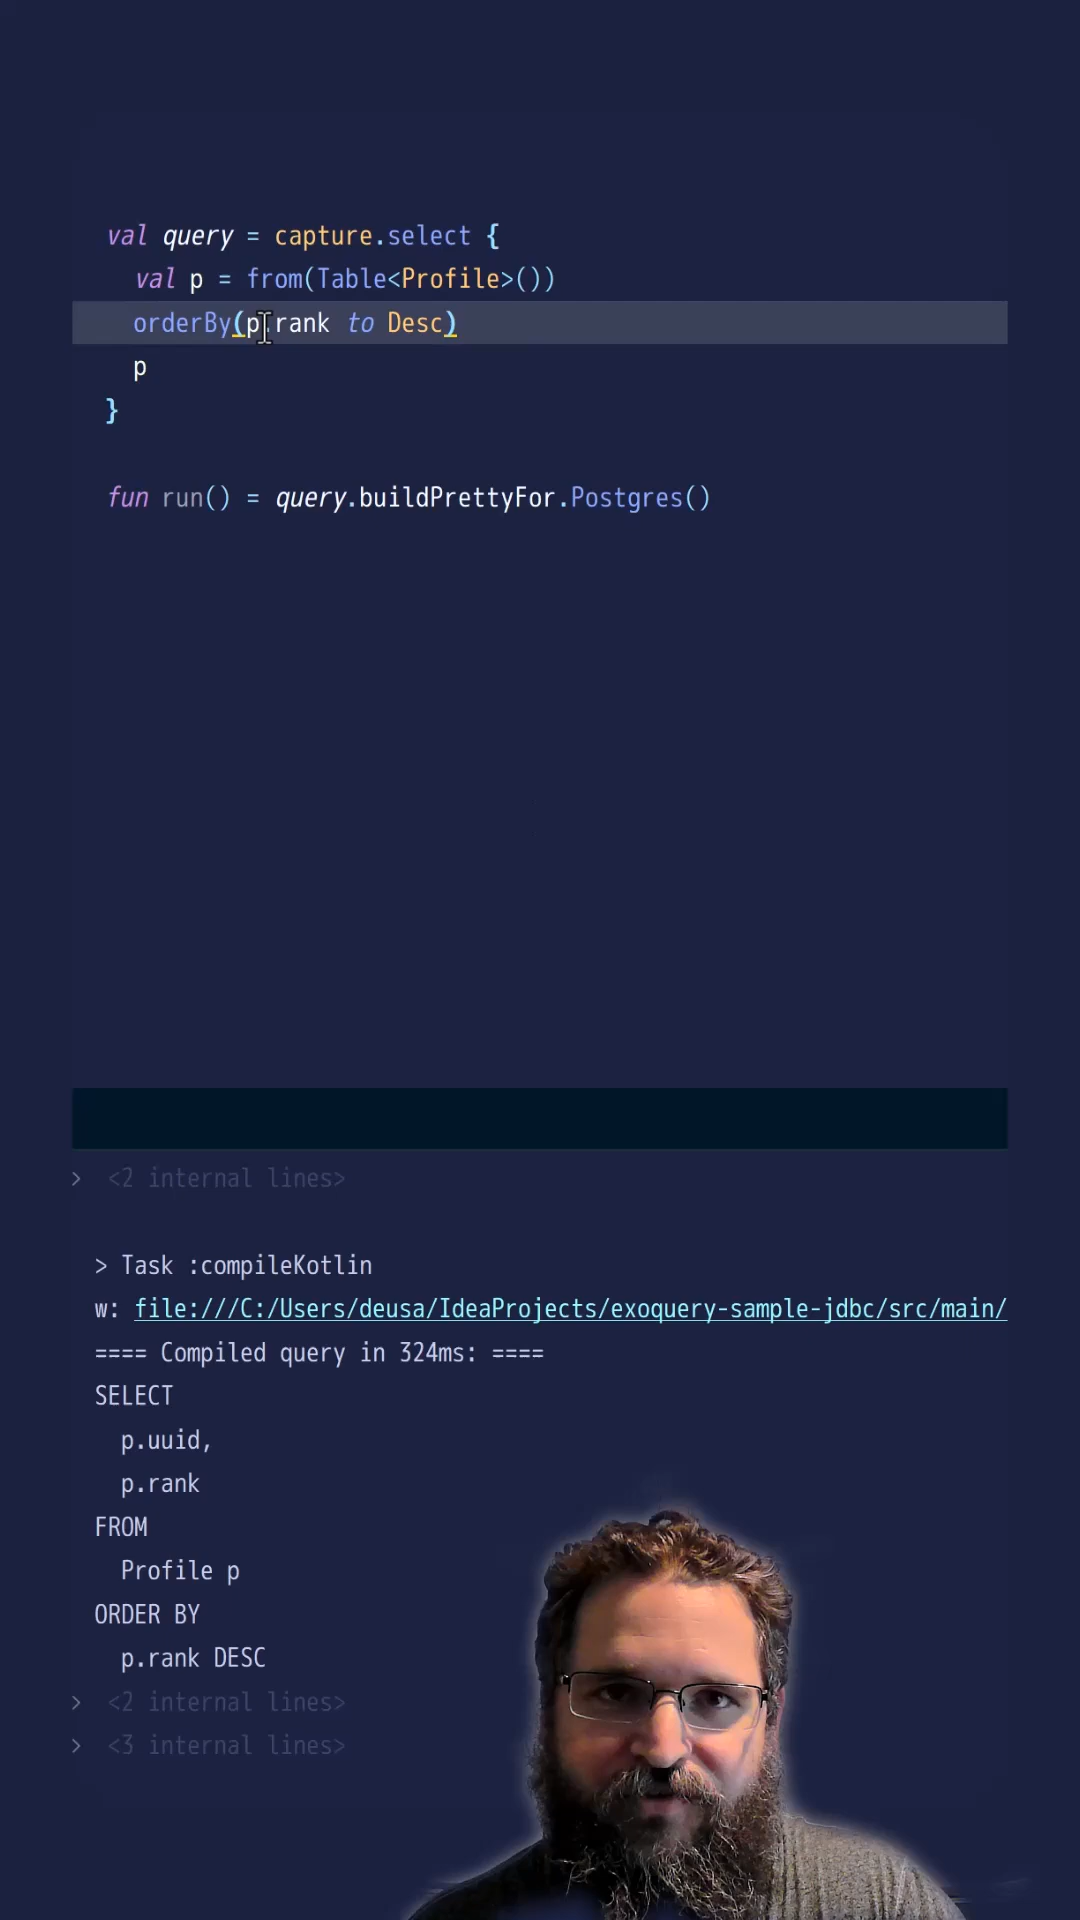 val query = capture.select {
val p = from(Table<Profile>())
orderBy(p.rank to Desc)
p
}
fun run() = query.buildPrettyFor.Postgres()
> <2 internal lines>
> Task :compileKotlin
w: file:///C:/Users/deusa/IdeaProjects/exoquery-sample-jdbc/src/main/
==== Compiled query in 324ms: ====
SELECT
p.uuid,
p.rank
FROM
Profile p
ORDER BY
p.rank DESC
> <2 internal lines>
> <3 internal lines>